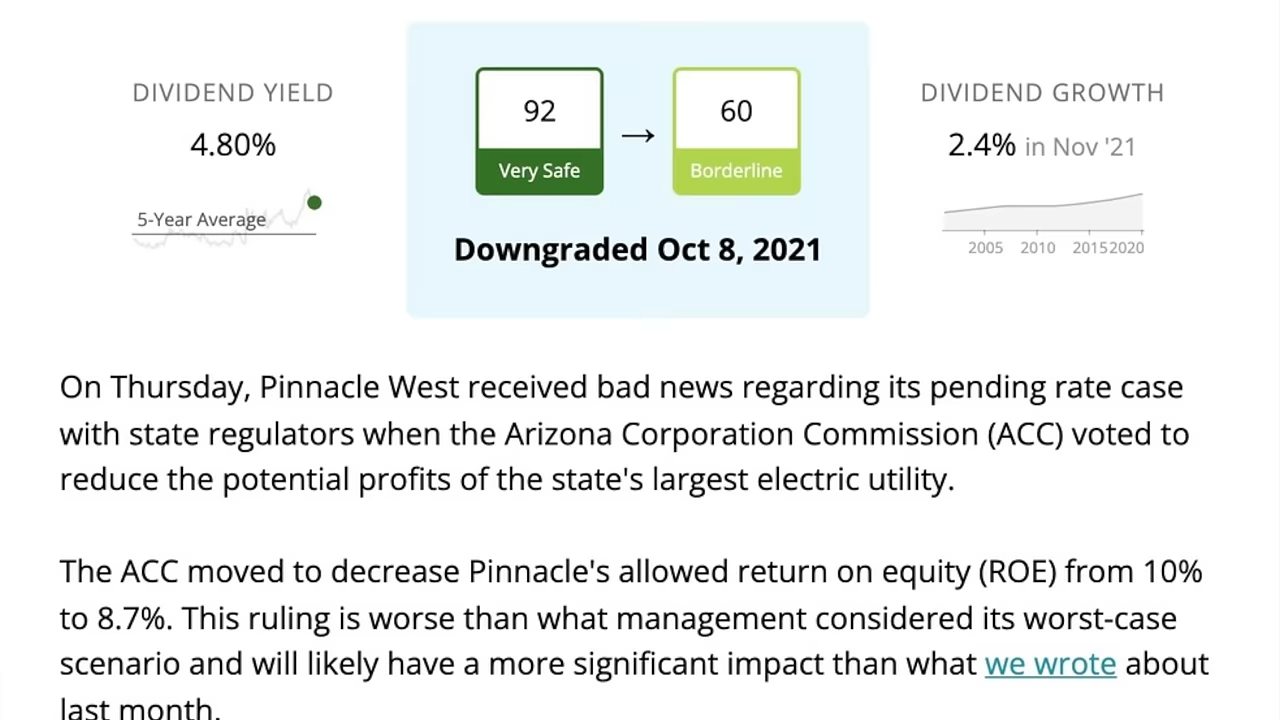 DIVIDEND YIELD
4.80%
5-Year Average
92
Very Safe
→
60
Borderline
Downgraded Oct 8, 2021
DIVIDEND GROWTH
2.4% in Nov '21
2005 2010 2015 2020
On Thursday, Pinnacle West received bad news regarding its pending rate case
with state regulators when the Arizona Corporation Commission (ACC) voted to
reduce the potential profits of the state's largest electric utility.
The ACC moved to decrease Pinnacle's allowed return on equity (ROE) from 10%
to 8.7%. This ruling is worse than what management considered its worst-case
scenario and will likely have a more significant impact than what we wrote about
last month.